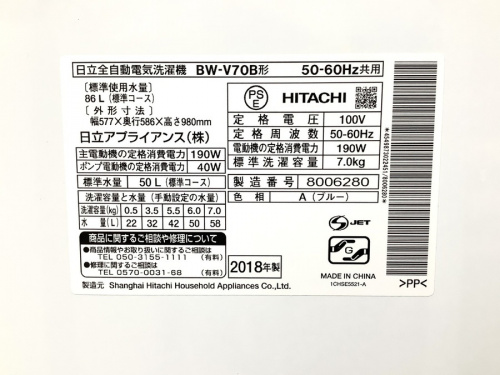 日立全自動電気洗濯機 BW-V70B形 50-60Hz共用
[標準使用水量]
86L(標準コース)
[外形寸法]
幅577×奥行586×高さ980mm
日立アプライアンス(株)
主電動機の定格消費電力 190W
ポンプ電動機の定格消費電力 40W
標準水量 50L(標準コース)
洗濯容量と水量(手動設定の水量)
洗濯容量(kg) 0.5 3.5 5.5 6.0 7.0
水量(L) 22 32 42 50 58
商品に関するご相談や修理について
●商品情報やお取り扱いに関するご相談
TEL 050-3155-1111 (有料)
●修理に関するご相談
TEL 0570-0031-68 (有料)
2018年製
製造元 Shanghai Hitachi Household Appliances Co.,Ltd.
PS
E
HITACHI
定格電圧 100V
定格周波数 50-60Hz
電動機の定格消費電力 190W
標準洗濯容量 7.0kg
製造番号 8006280
色相 A(ブルー)
S-JET
MADE IN CHINA
1CHSE5521-A
>PP<